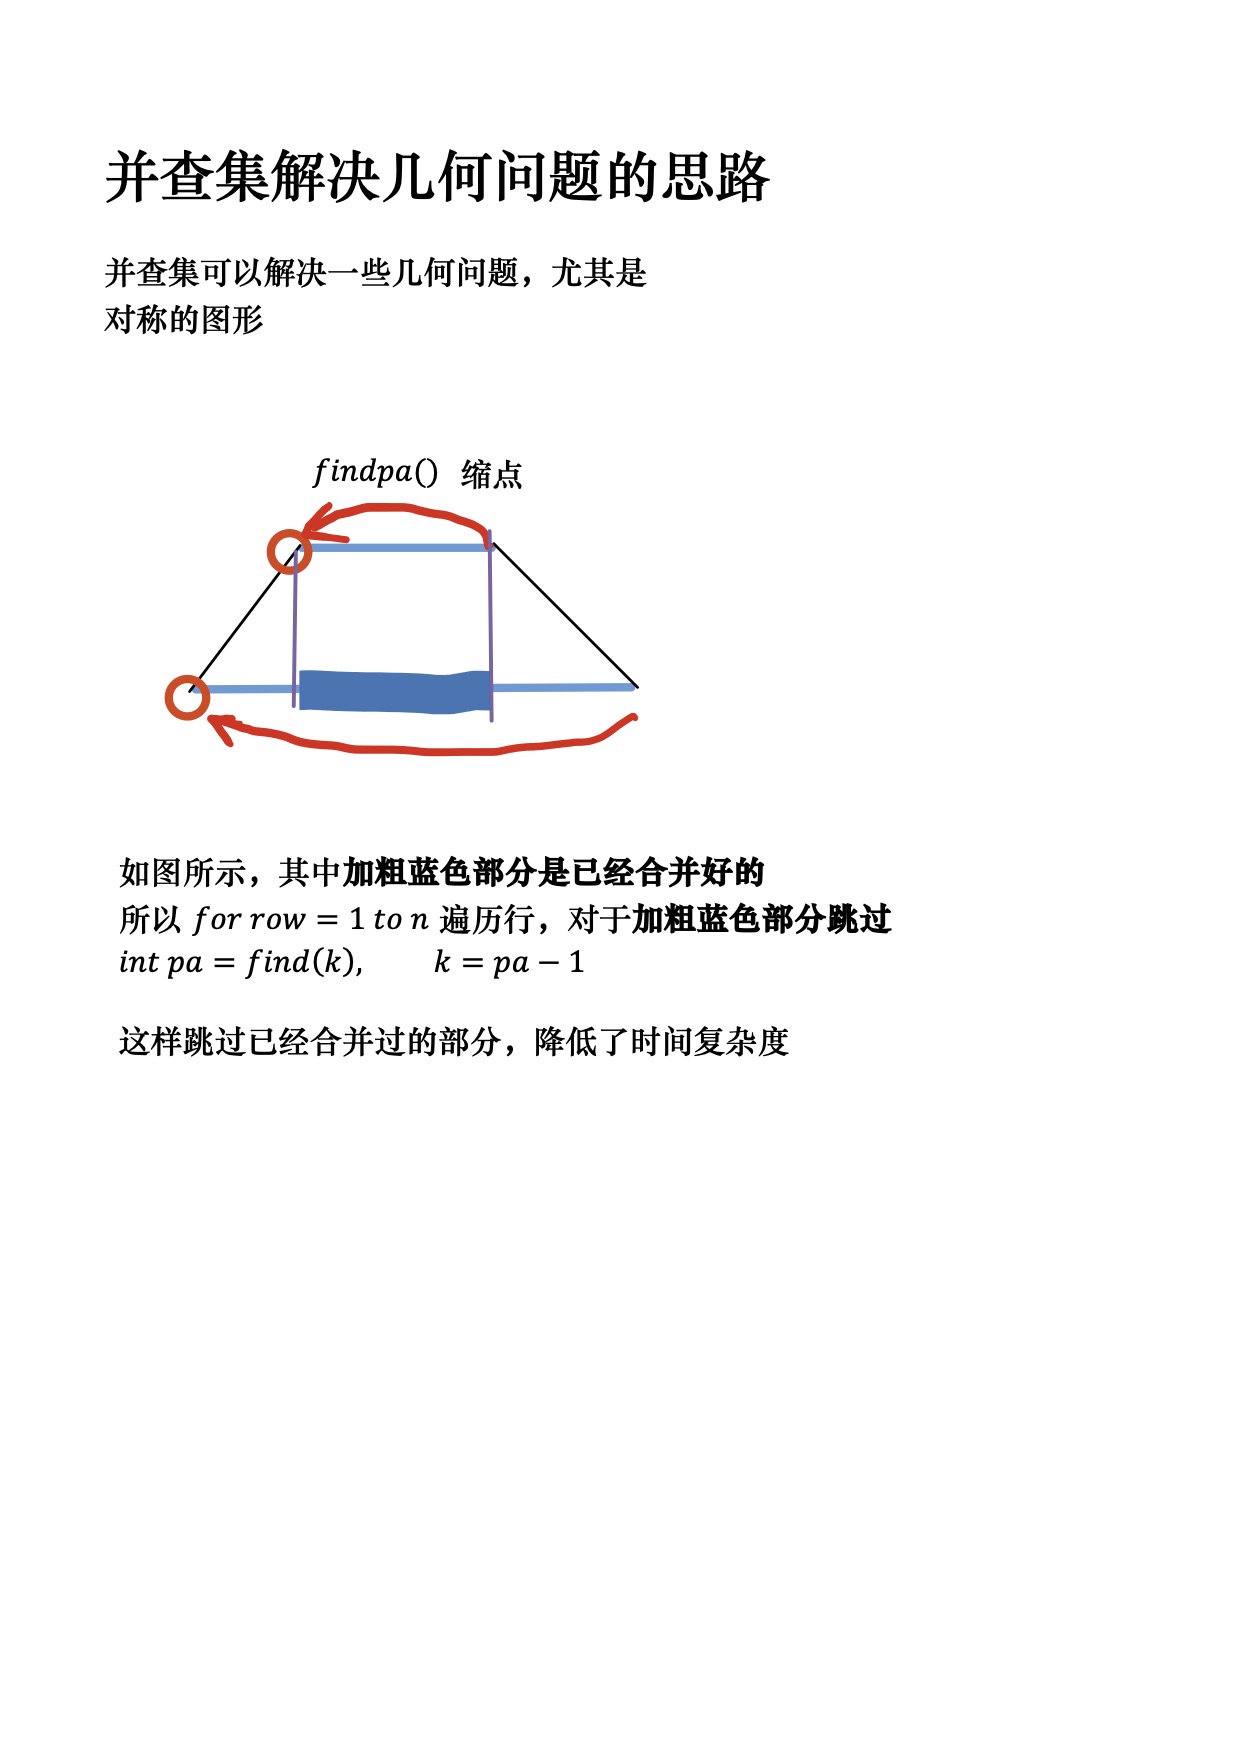 并查集解决几何问题的思路
并查集可以解决一些几何问题，尤其是
对称的图形
findpa() 缩点
如图所示，其中加粗蓝色部分是已经合并好的
所以 for row = 1 to n 遍历行，对于加粗蓝色部分跳过
int pa = find(k), k = pa − 1
这样跳过已经合并过的部分，降低了时间复杂度